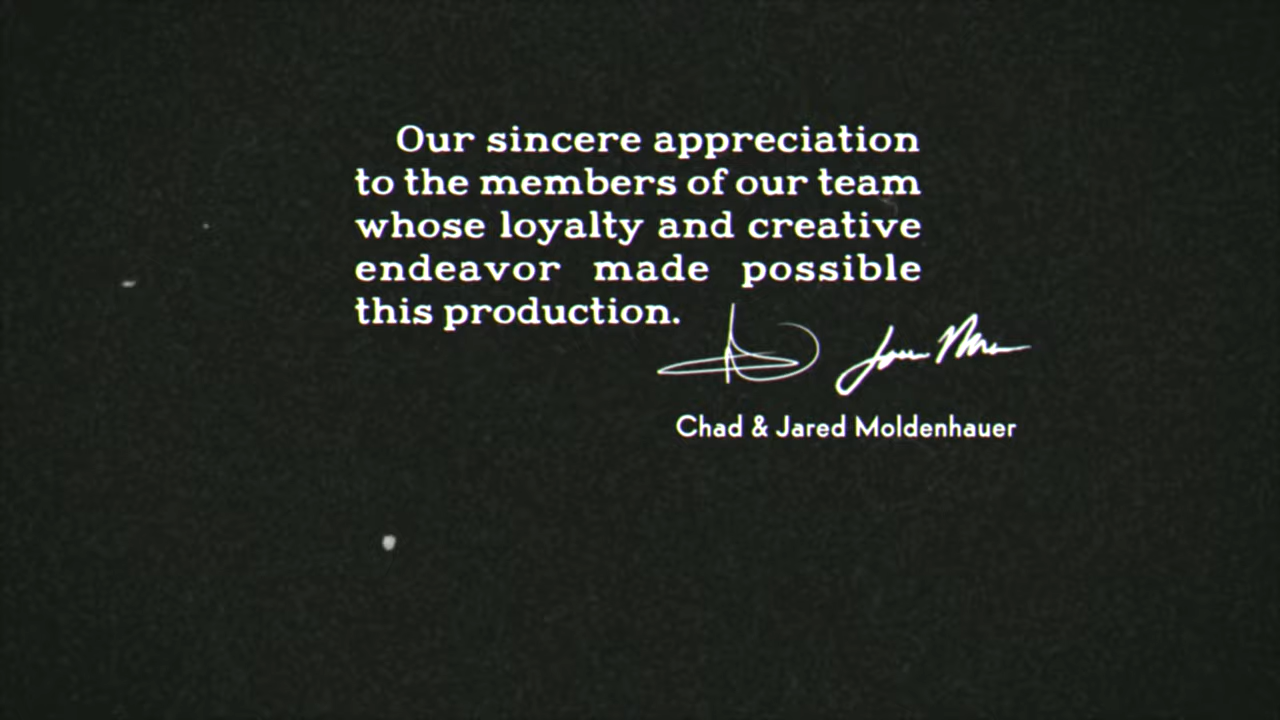 Our sincere appreciation
to the members of our team
whose loyalty and creative
endeavor made possible
this production.
Chad & Jared Moldenhauer